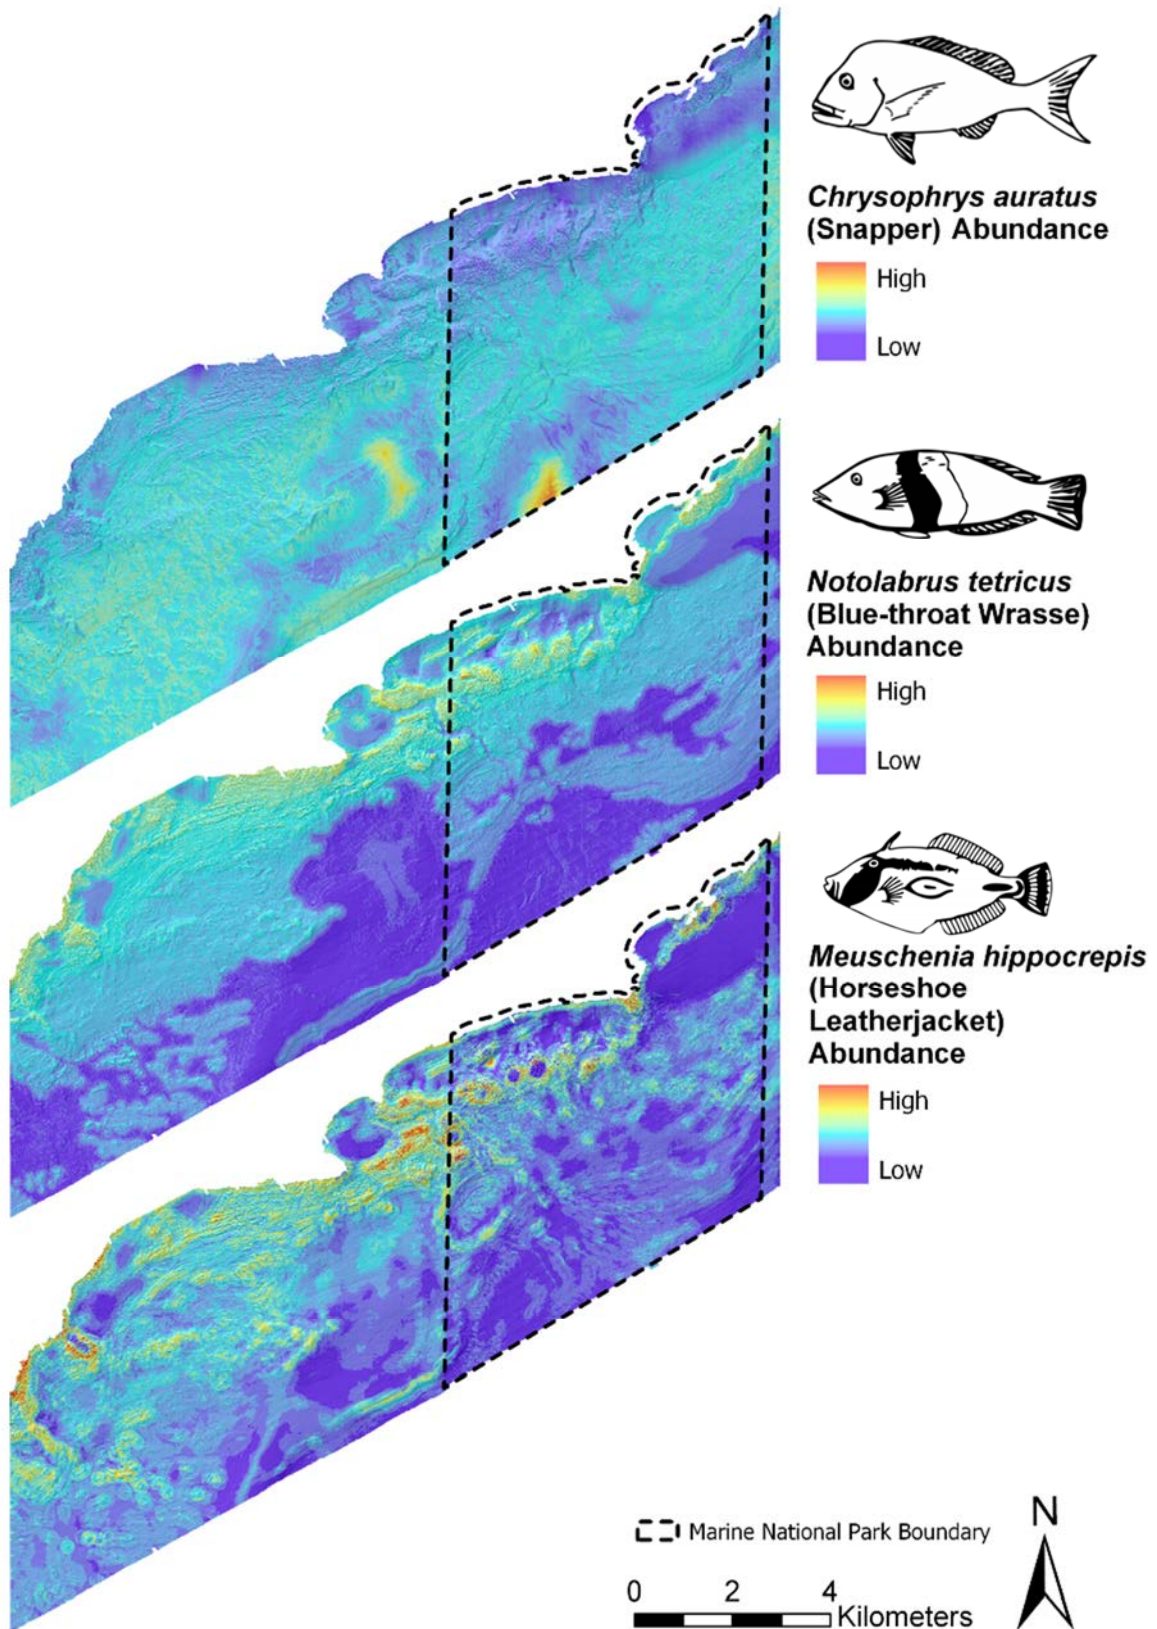 Chrysophrys auratus
(Snapper) Abundance
High
Low
Notolabrus tetricus
(Blue-throat Wrasse)
Abundance
High
Low
Meuschenia hippocrepis
(Horseshoe
Leatherjacket)
Abundance
High
Low
Marine National Park Boundary
N
0 2 4
Kilometers